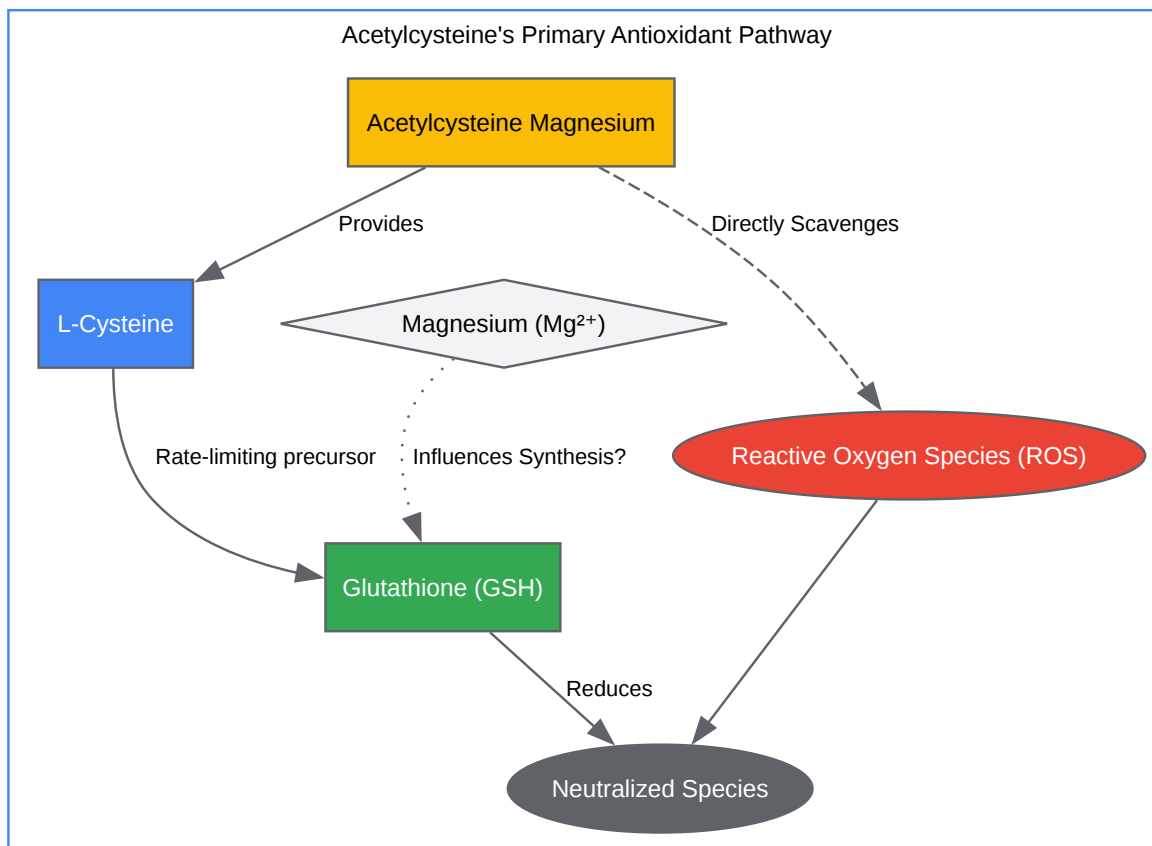 Acetylcysteine's Primary Antioxidant Pathway
Acetylcysteine Magnesium
Provides
Directly Scavenges
L-Cysteine
Magnesium (Mg²⁺)
Rate-limiting precursor
Influences Synthesis?
Reactive Oxygen Species (ROS)
Glutathione (GSH)
Reduces
Neutralized Species